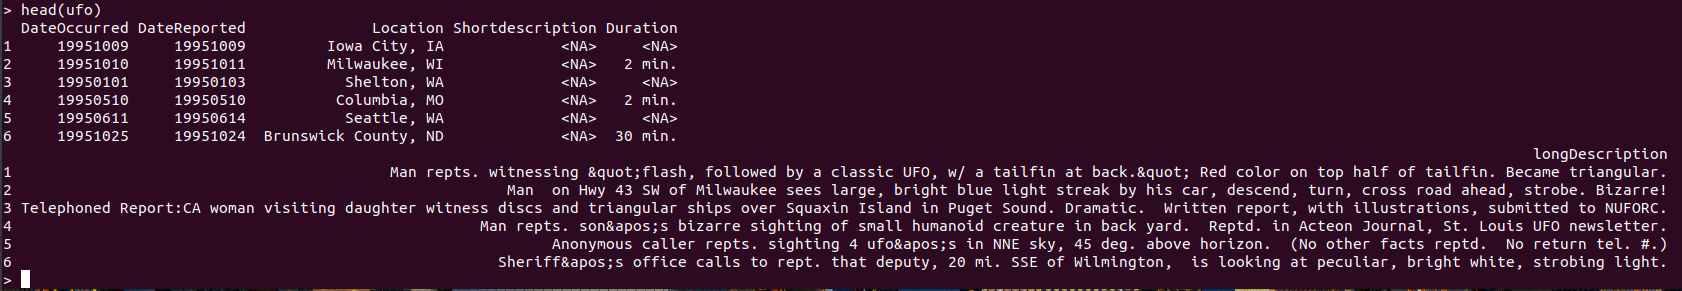 > head(ufo)
  DateOccurred DateReported              Location Shortdescription Duration
1     19951009     19951009         Iowa City, IA             <NA>     <NA>
2     19951010     19951011         Milwaukee, WI             <NA>   2 min.
3     19950101     19950103           Shelton, WA             <NA>     <NA>
4     19950510     19950510          Columbia, MO             <NA>   2 min.
5     19950611     19950614           Seattle, WA             <NA>     <NA>
6     19951025     19951024  Brunswick County, ND             <NA>  30 min.
longDescription
1 Man repts. witnessing &quot;flash, followed by a classic UFO, w/ a tailfin at back.&quot; Red color on top half of tailfin. Became triangular.
2 Man  on Hwy 43 SW of Milwaukee sees large, bright blue light streak by his car, descend, turn, cross road ahead, strobe. Bizarre!
3 Telephoned Report:CA woman visiting daughter witness discs and triangular ships over Squaxin Island in Puget Sound. Dramatic.  Written report, with illustrations, submitted to NUFORC.
4 Man repts. son&apos;s bizarre sighting of small humanoid creature in back yard.  Reptd. in Acteon Journal, St. Louis UFO newsletter.
5 Anonymous caller repts. sighting 4 ufo&apos;s in NNE sky, 45 deg. above horizon.  (No other facts reptd.  No return tel. #.)
6 Sheriff&apos;s office calls to rept. that deputy, 20 mi. SSE of Wilmington,  is looking at peculiar, bright white, strobing light.
>